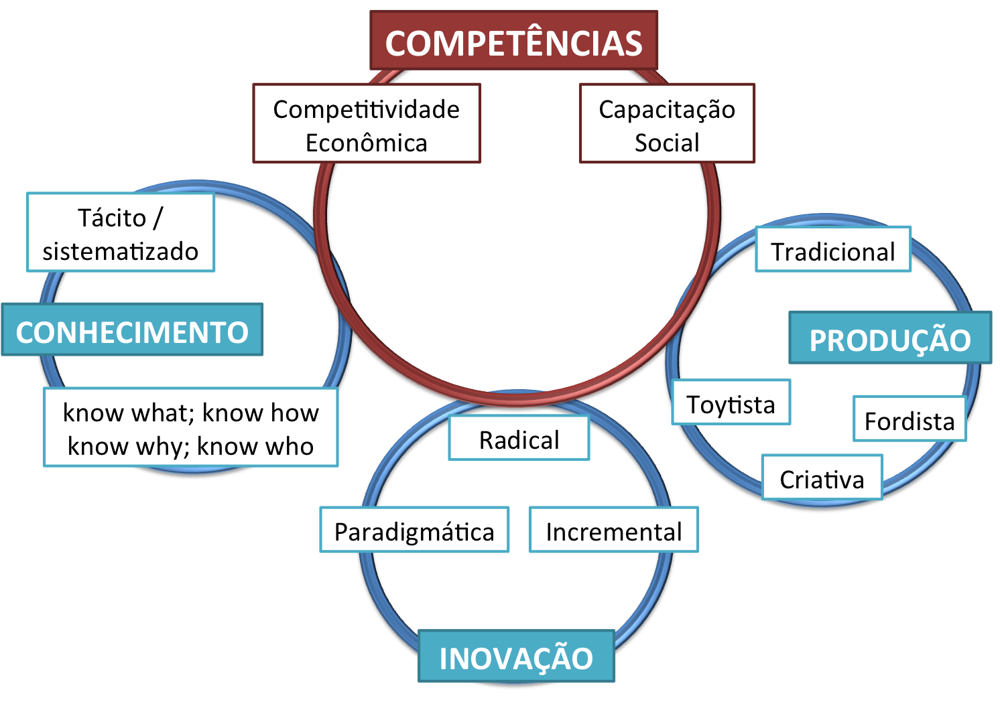 COMPETÊNCIAS
Competitividade
Econômica
Capacitação
Social
Tácito /
sistematizado
CONHECIMENTO
know what; know how
know why; know who
Tradicional
PRODUÇÃO
Toytista
Fordista
Criativa
Radical
Paradigmática
Incremental
INOVAÇÃO